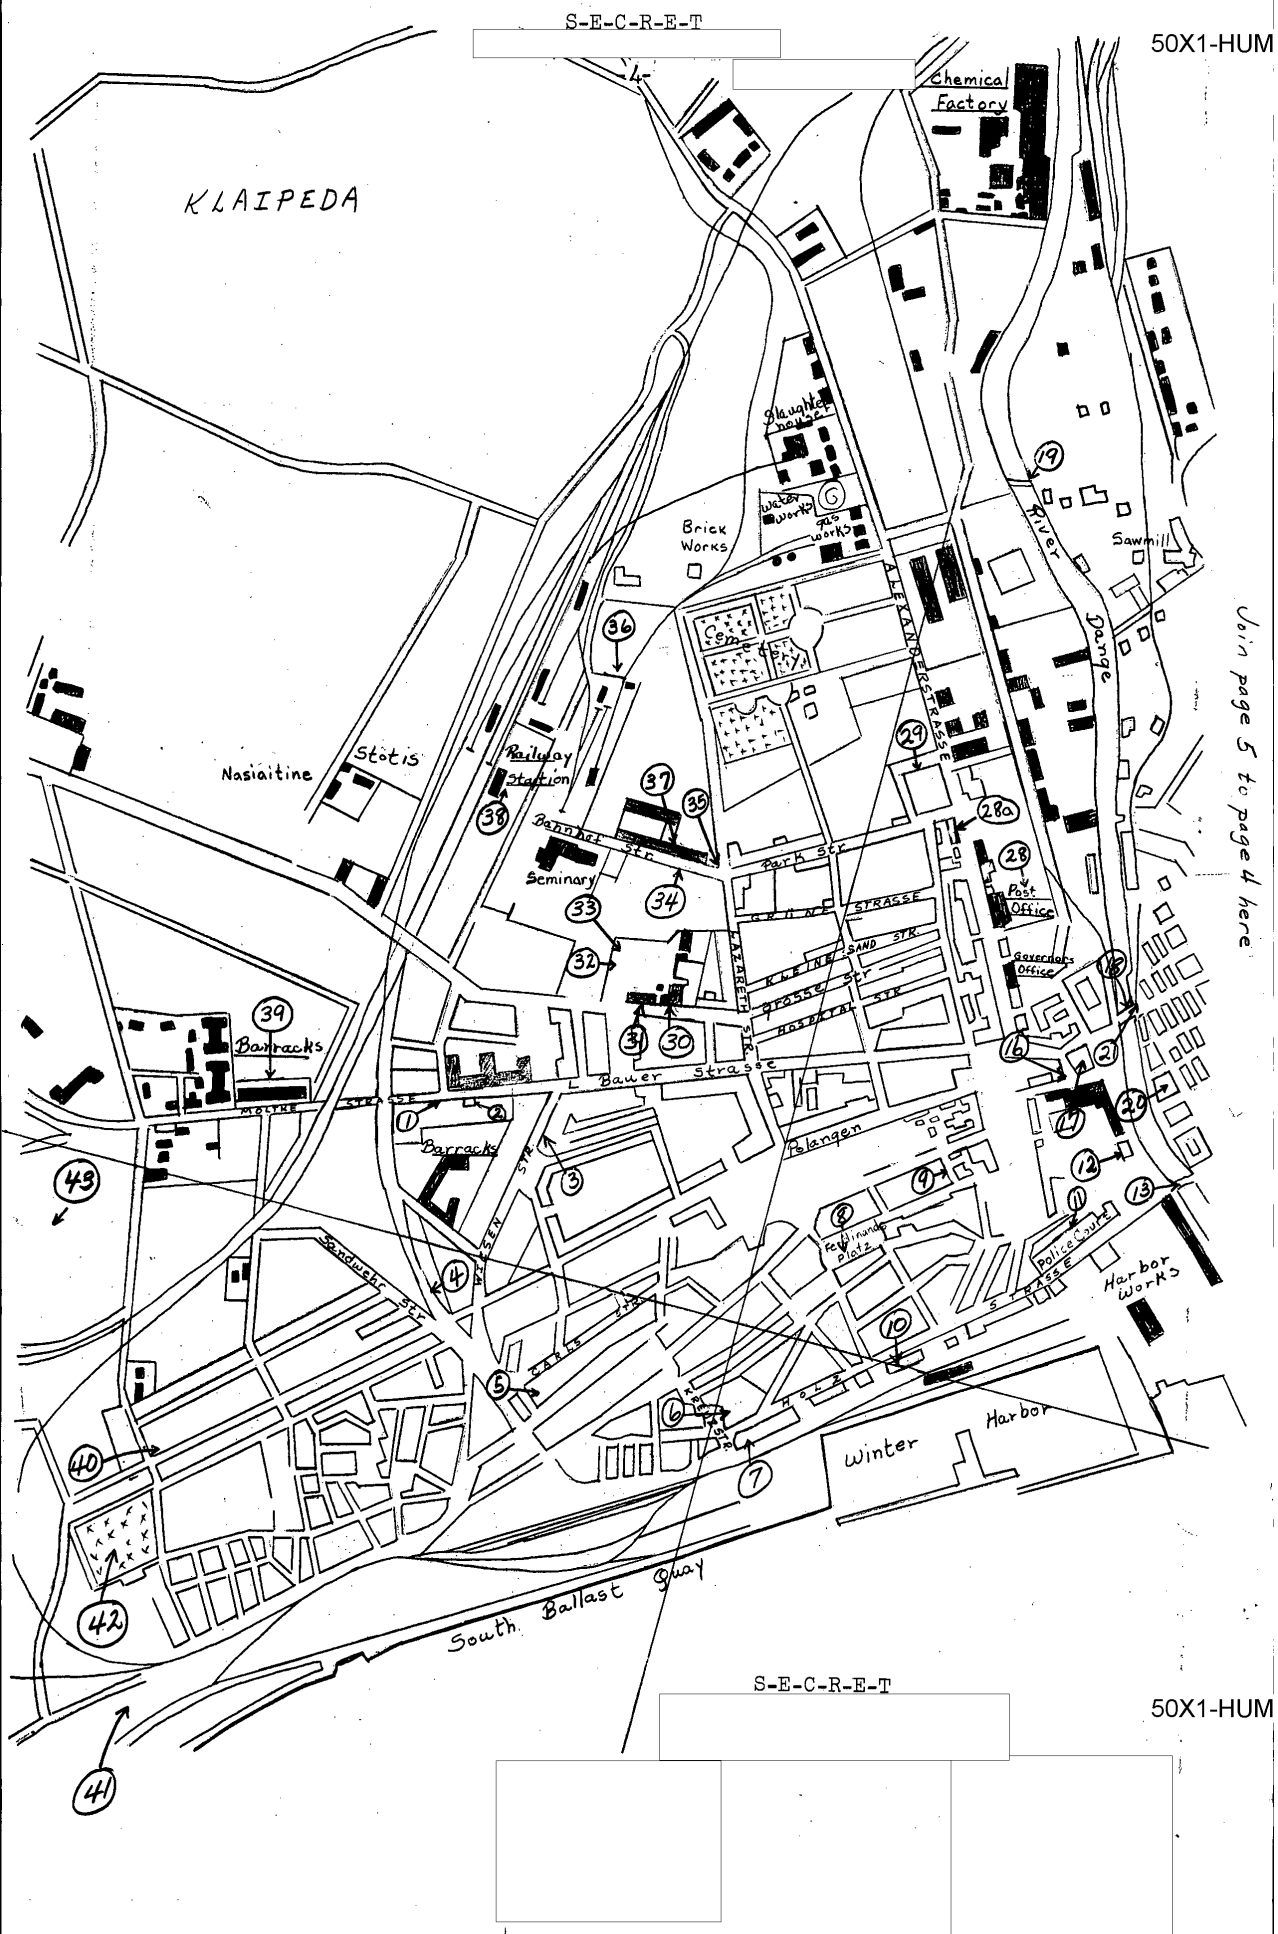 S-E-C-R-E-T
50X1-HUM
-4-
Chemical
Factory
KLAIPEDA
Slaughter
house
19
Water
Works
G
gas
works
Brick
Works
River
Sawmill
ALEXANDERSTRASSE
Dange
Join page 5 to page 4 here
36
Cemetery
Stotis
Nasiaitine
Railway
Station
29
37
35
38
28a
Bahnhof Str
Park Str
28
Seminary
Post
Office
34
33
GRÜNE STRASSE
KLEINE SAND STR.
32
LAZARETH STR.
Grosse Str
Governors
Office
18
HOSPITAL STR
39
31
30
16
21
Barracks
Bauer Strasse
MOLTKE STRASSE
1
2
17
20
Polangen
Barracks
43
3
12
9
13
11
8
Ferdinands
Platz
Police Court
Sandwehr Str
4
Harbor
Works
10
CARLS STR
5
HOLZ STRASSE
6
Harbor
Winter
40
7
42
South Ballast Quay
S-E-C-R-E-T
50X1-HUM
41